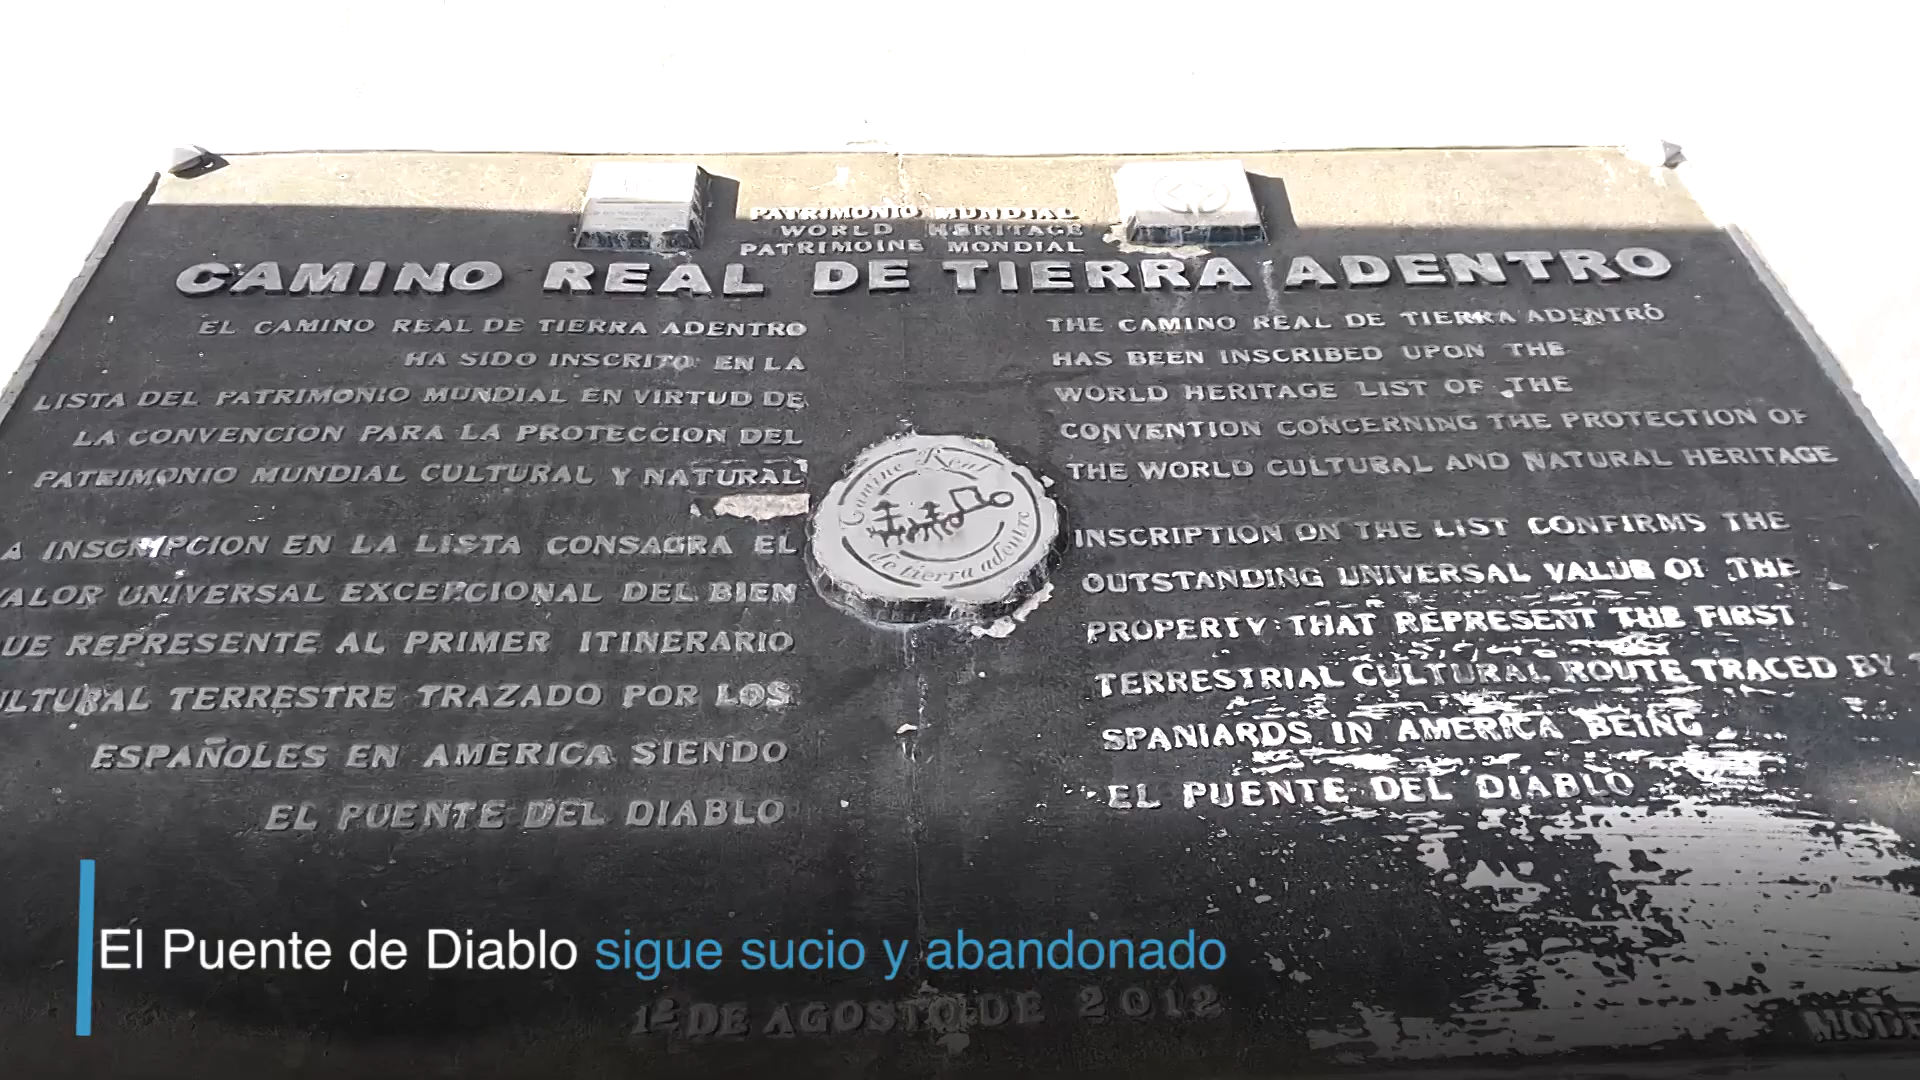 PATRIMONIO MUNDIAL
WORLD HERITAGE
PATRIMOINE MONDIAL
CAMINO REAL DE TIERRA ADENTRO
EL CAMINO REAL DE TIERRA ADENTRO
HA SIDO INSCRITO EN LA
LISTA DEL PATRIMONIO MUNDIAL EN VIRTUD DE
LA CONVENCION PARA LA PROTECCION DEL
PATRIMONIO MUNDIAL CULTURAL Y NATURAL
A INSCRIPCION EN LA LISTA CONSAGRA EL
VALOR UNIVERSAL EXCEPCIONAL DEL BIEN
UE REPRESENTE AL PRIMER ITINERARIO
ULTURAL TERRESTRE TRAZADO POR LOS
ESPAÑOLES EN AMERICA SIENDO
EL PUENTE DEL DIABLO
Camino Real
de tierra adentro
THE CAMINO REAL DE TIERRA ADENTRO
HAS BEEN INSCRIBED UPON THE
WORLD HERITAGE LIST OF THE
CONVENTION CONCERNING THE PROTECTION OF
THE WORLD CULTURAL AND NATURAL HERITAGE
INSCRIPTION ON THE LIST CONFIRMS THE
OUTSTANDING UNIVERSAL VALUE OF THE
PROPERTY THAT REPRESENT THE FIRST
TERRESTRIAL CULTURAL ROUTE TRACED BY T
SPANIARDS IN AMERICA BEING
EL PUENTE DEL DIABLO
El Puente de Diablo sigue sucio y abandonado
1º DE AGOSTO DE 2012